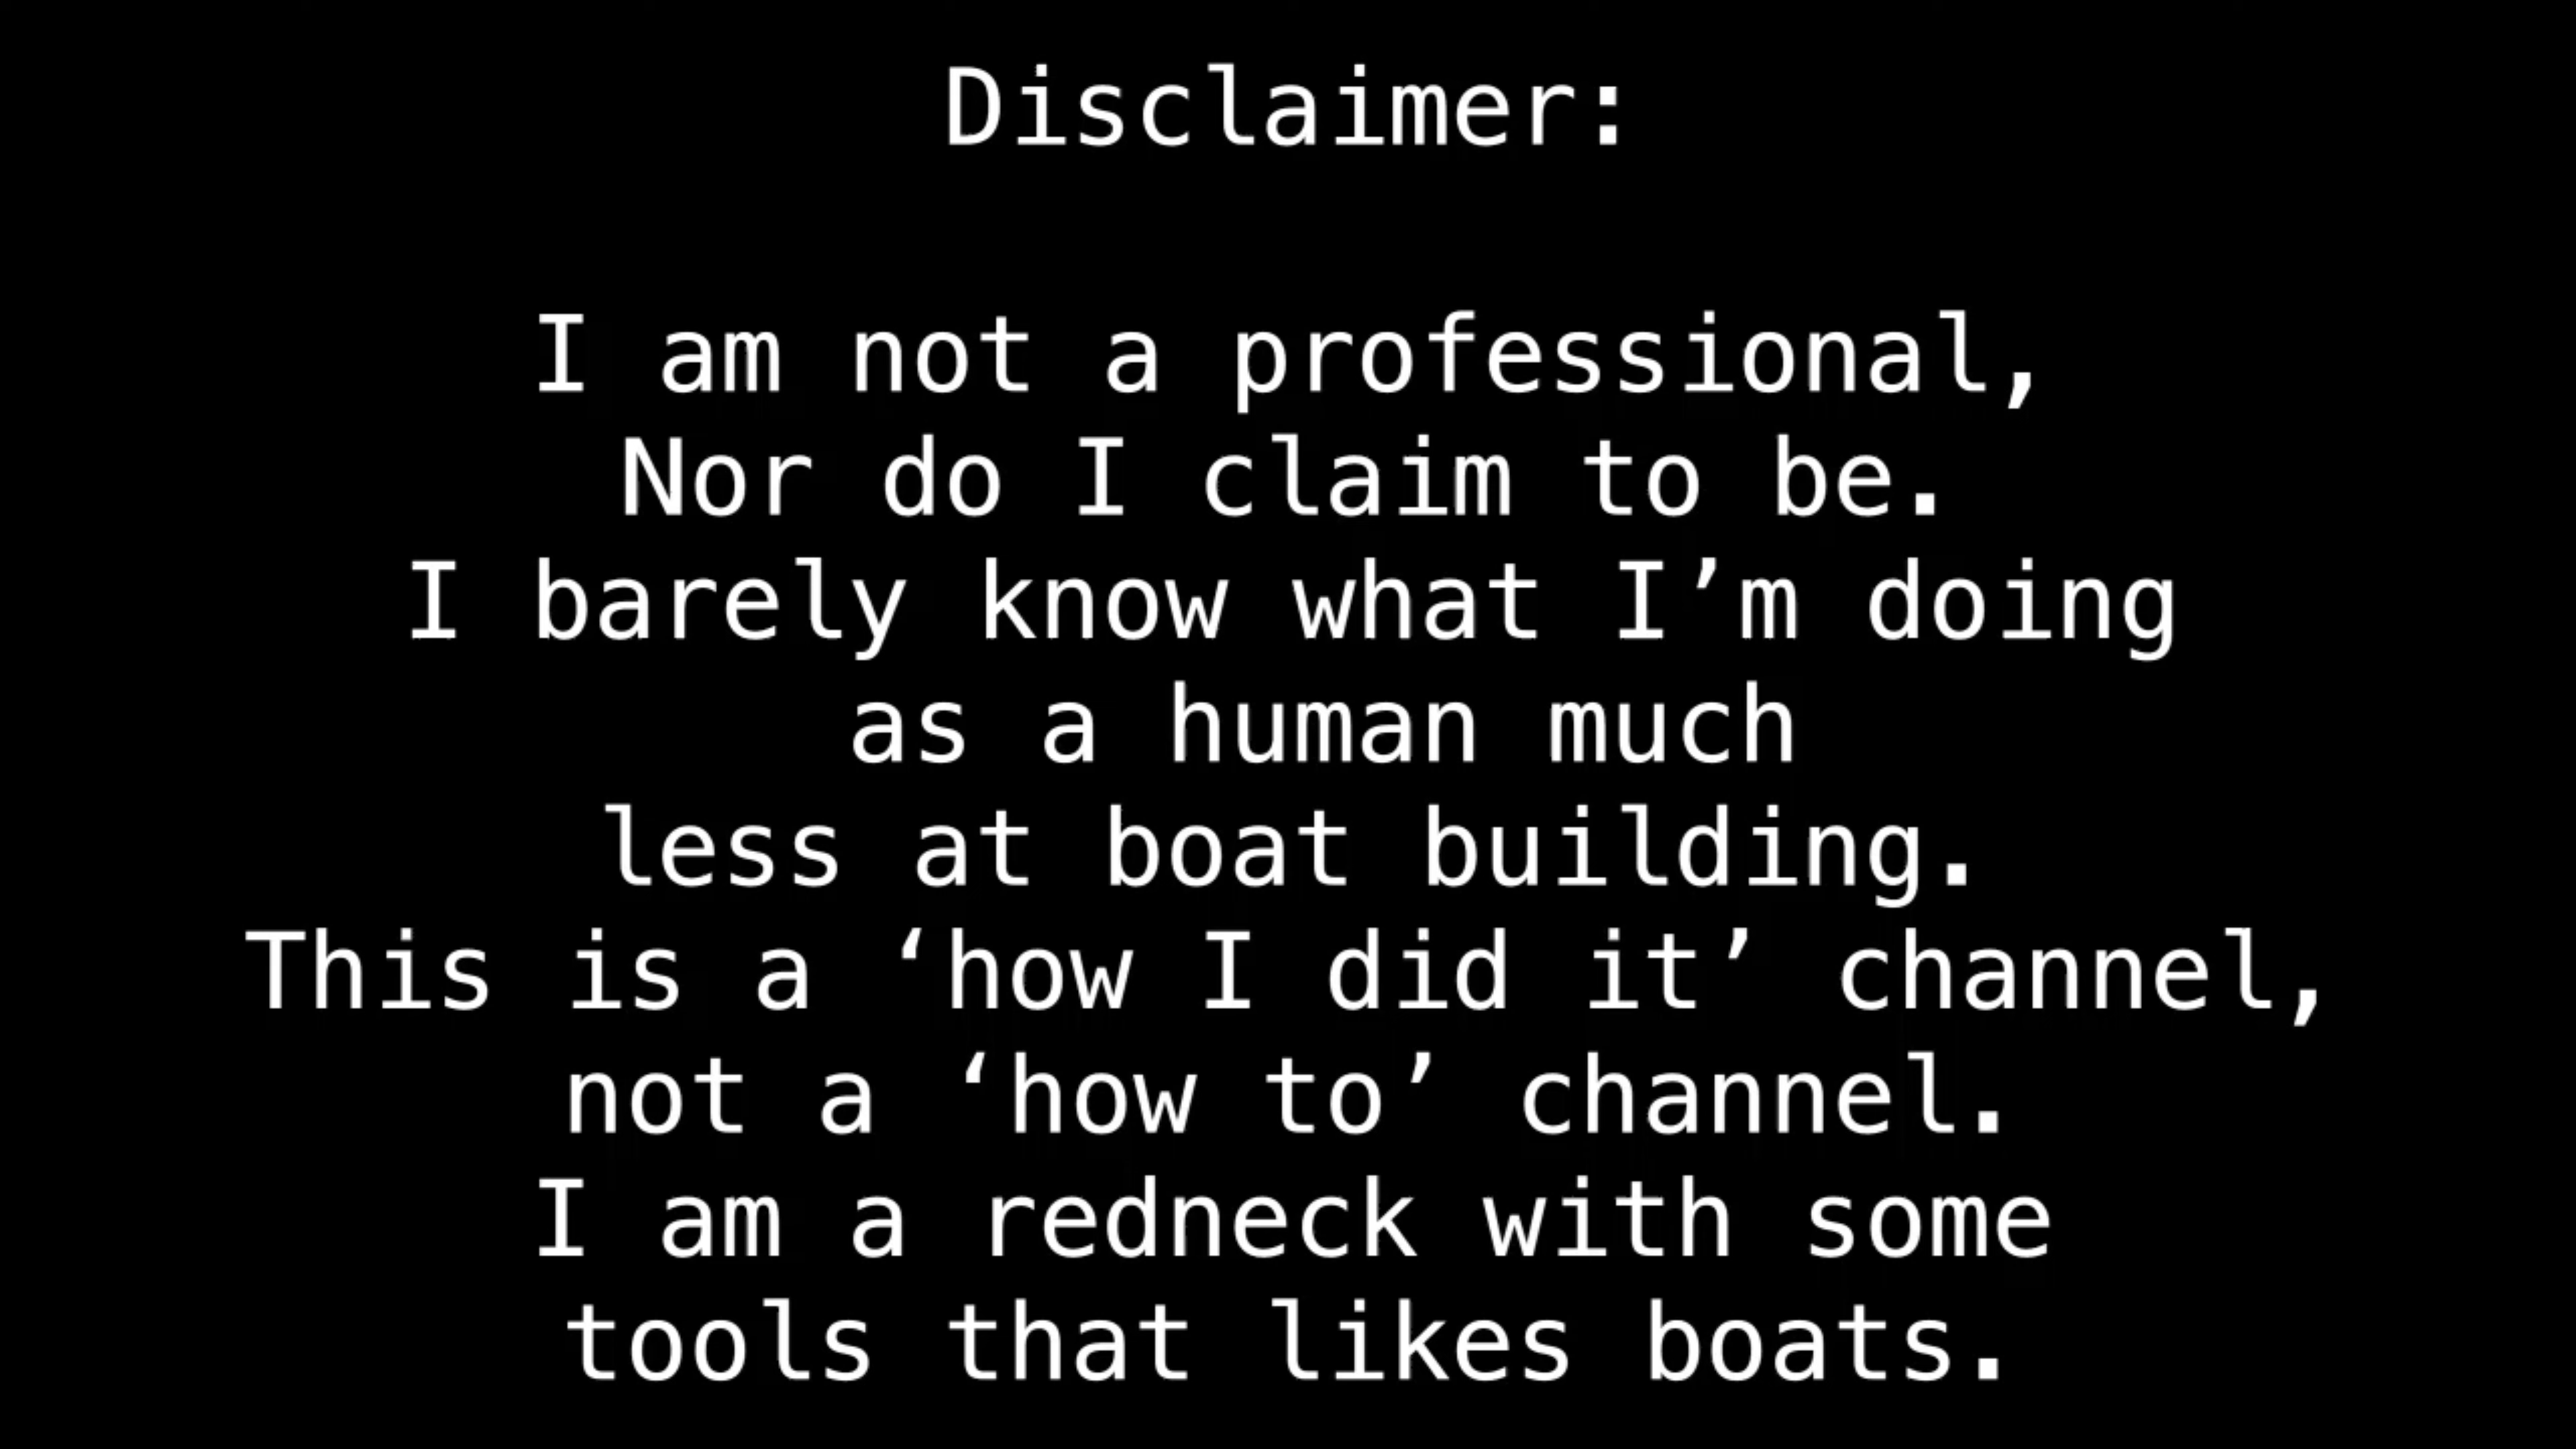 Disclaimer:
I am not a professional,
Nor do I claim to be.
I barely know what I’m doing
as a human much
less at boat building.
This is a ‘how I did it’ channel,
not a ‘how to’ channel.
I am a redneck with some
tools that likes boats.